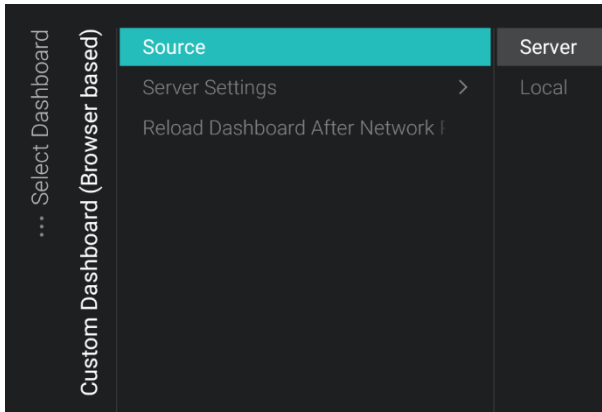 ... Select Dashboard
Custom Dashboard (Browser based)
Source
Server Settings >
Reload Dashboard After Network
Server
Local